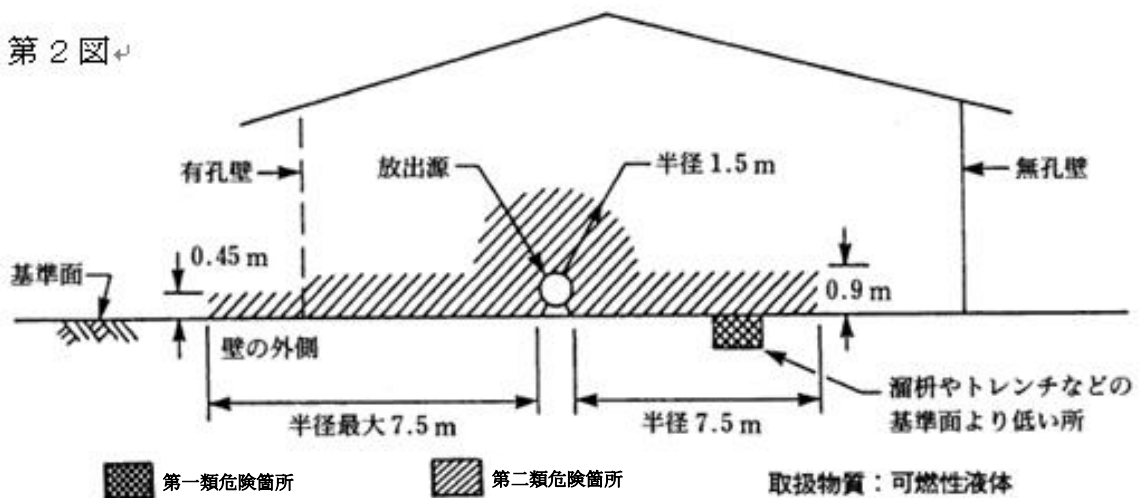 第２図↵
有孔壁
放出源
半径 1.5 m
無孔壁
0.45 m
基準面
0.9 m
壁の外側
溜枡やトレンチなどの
基準面より低い所
半径最大 7.5 m
半径 7.5 m
第一類危険箇所
第二類危険箇所
取扱物質：可燃性液体